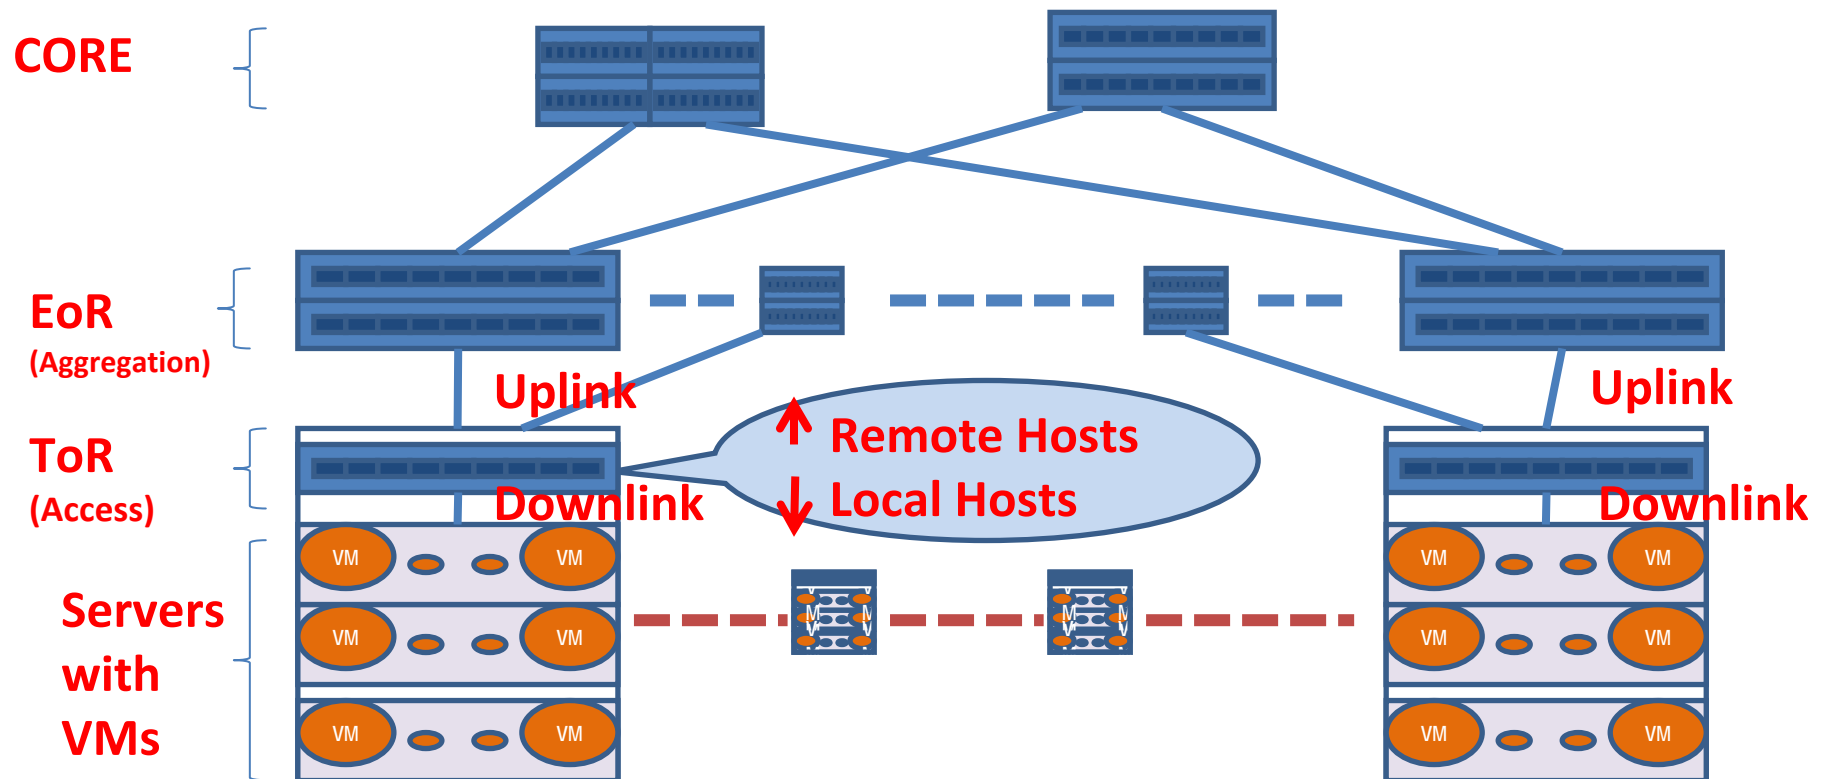 CORE
EoR
(Aggregation)
Uplink
Uplink
ToR
(Access)
Remote Hosts
Local Hosts
Downlink
Downlink
Servers
with
VMs
VM VM
VM VM
VM VM
VM VM
VM VM
VM VM